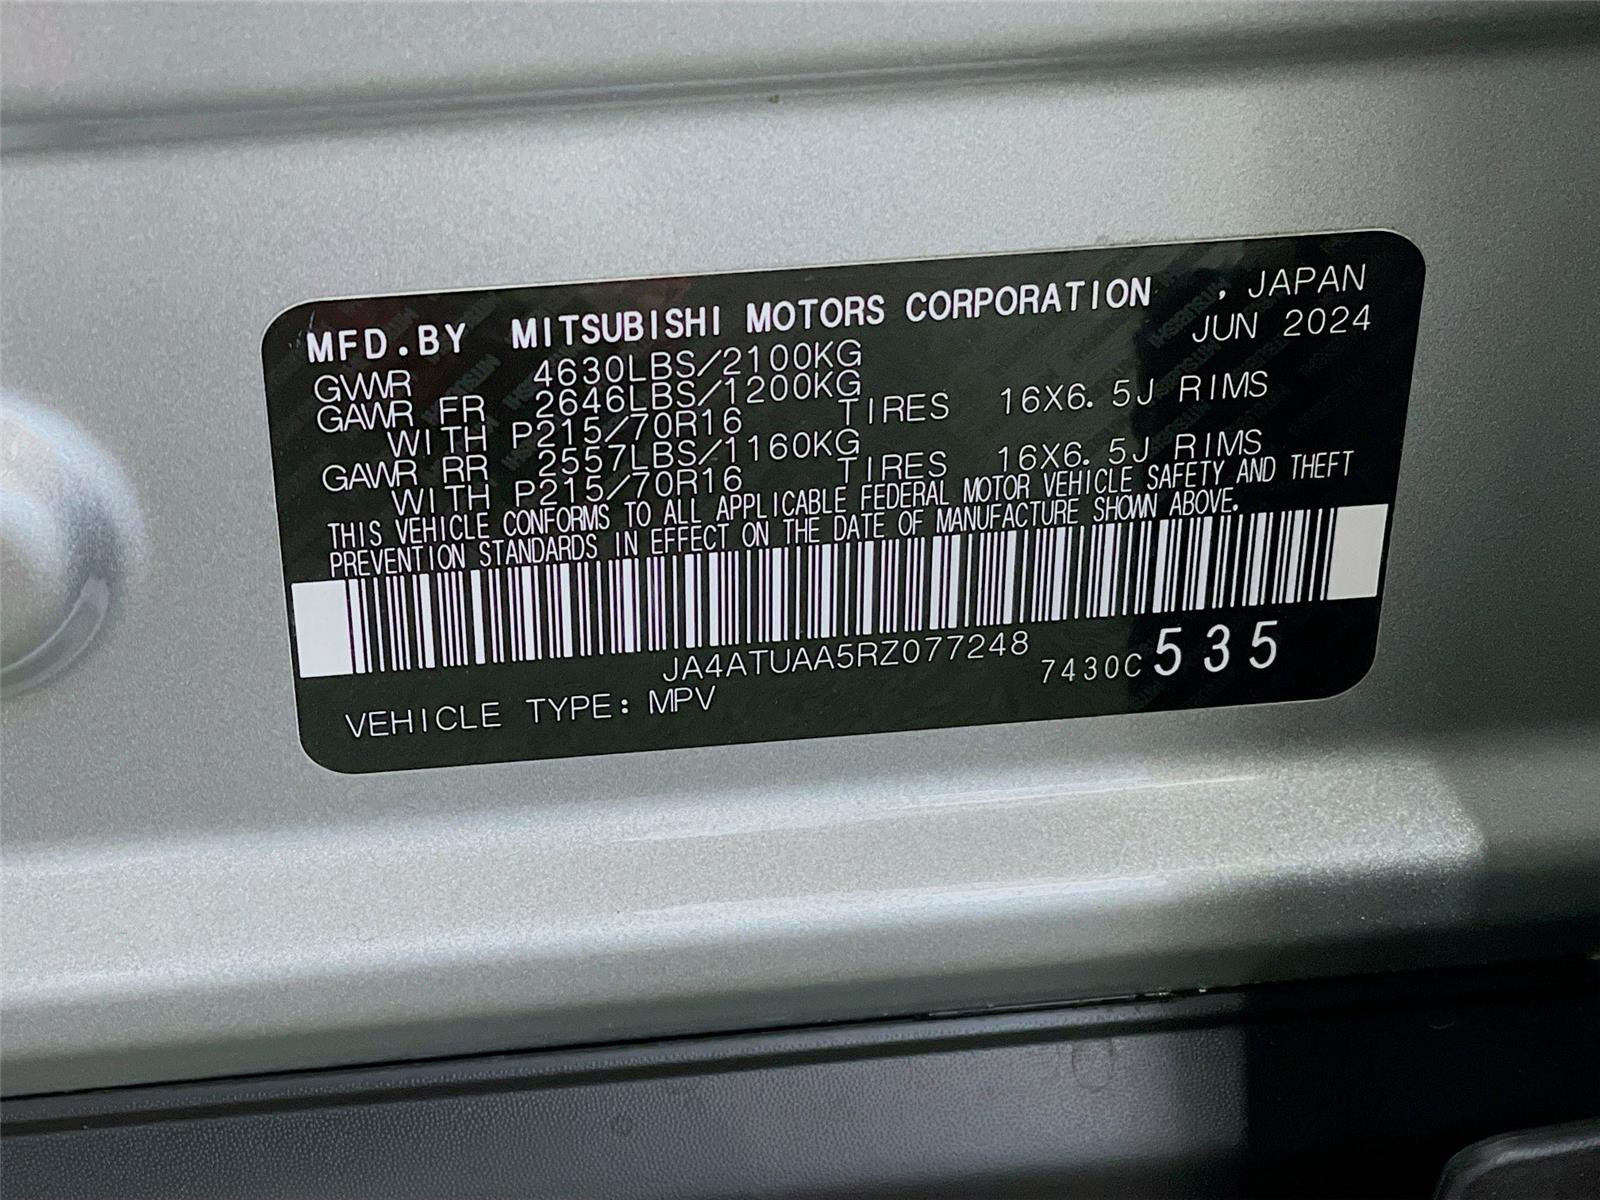 MFD.BY MITSUBISHI MOTORS CORPORATION , JAPAN
JUN 2024
GVWR 4630LBS/2100KG
GAWR FR 2646LBS/1200KG
WITH P215/70R16 TIRES 16X6.5J RIMS
GAWR RR 2557LBS/1160KG
WITH P215/70R16 TIRES 16X6.5J RIMS
THIS VEHICLE CONFORMS TO ALL APPLICABLE FEDERAL MOTOR VEHICLE SAFETY AND THEFT
PREVENTION STANDARDS IN EFFECT ON THE DATE OF MANUFACTURE SHOWN ABOVE.
JA4ATUAA5RZ077248 7430C 535
VEHICLE TYPE: MPV